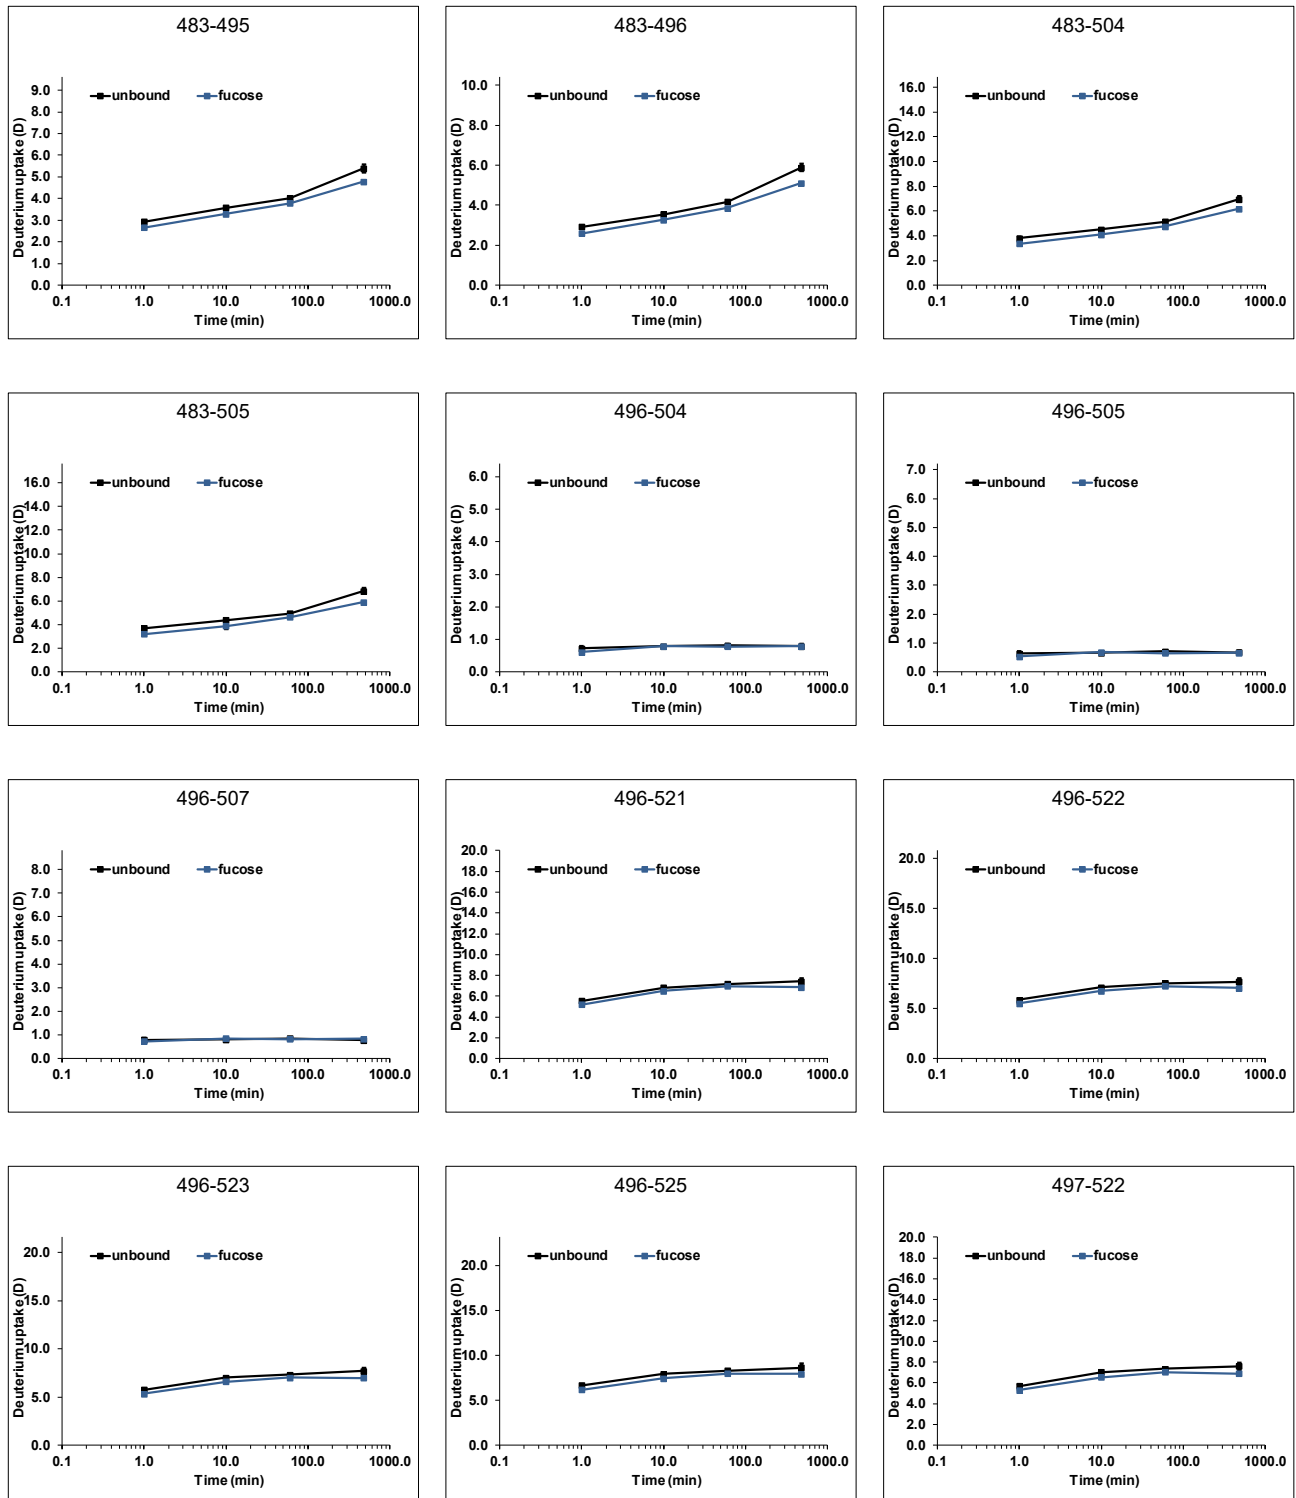 483-495
Deuterium uptake (D)
9.0
8.0
7.0
6.0
5.0
4.0
3.0
2.0
1.0
0.0
unbound fucose
0.1 1.0 10.0 100.0 1000.0
Time (min)
483-496
Deuterium uptake (D)
10.0
8.0
6.0
4.0
2.0
0.0
unbound fucose
0.1 1.0 10.0 100.0 1000.0
Time (min)
483-504
Deuterium uptake (D)
16.0
14.0
12.0
10.0
8.0
6.0
4.0
2.0
0.0
unbound fucose
0.1 1.0 10.0 100.0 1000.0
Time (min)
483-505
Deuterium uptake (D)
16.0
14.0
12.0
10.0
8.0
6.0
4.0
2.0
0.0
unbound fucose
0.1 1.0 10.0 100.0 1000.0
Time (min)
496-504
Deuterium uptake (D)
6.0
5.0
4.0
3.0
2.0
1.0
0.0
unbound fucose
0.1 1.0 10.0 100.0 1000.0
Time (min)
496-505
Deuterium uptake (D)
7.0
6.0
5.0
4.0
3.0
2.0
1.0
0.0
unbound fucose
0.1 1.0 10.0 100.0 1000.0
Time (min)
496-507
Deuterium uptake (D)
8.0
7.0
6.0
5.0
4.0
3.0
2.0
1.0
0.0
unbound fucose
0.1 1.0 10.0 100.0 1000.0
Time (min)
496-521
Deuterium uptake (D)
20.0
18.0
16.0
14.0
12.0
10.0
8.0
6.0
4.0
2.0
0.0
unbound fucose
0.1 1.0 10.0 100.0 1000.0
Time (min)
496-522
Deuterium uptake (D)
20.0
15.0
10.0
5.0
0.0
unbound fucose
0.1 1.0 10.0 100.0 1000.0
Time (min)
496-523
Deuterium uptake (D)
20.0
15.0
10.0
5.0
0.0
unbound fucose
0.1 1.0 10.0 100.0 1000.0
Time (min)
496-525
Deuterium uptake (D)
20.0
15.0
10.0
5.0
0.0
unbound fucose
0.1 1.0 10.0 100.0 1000.0
Time (min)
497-522
Deuterium uptake (D)
20.0
18.0
16.0
14.0
12.0
10.0
8.0
6.0
4.0
2.0
0.0
unbound fucose
0.1 1.0 10.0 100.0 1000.0
Time (min)